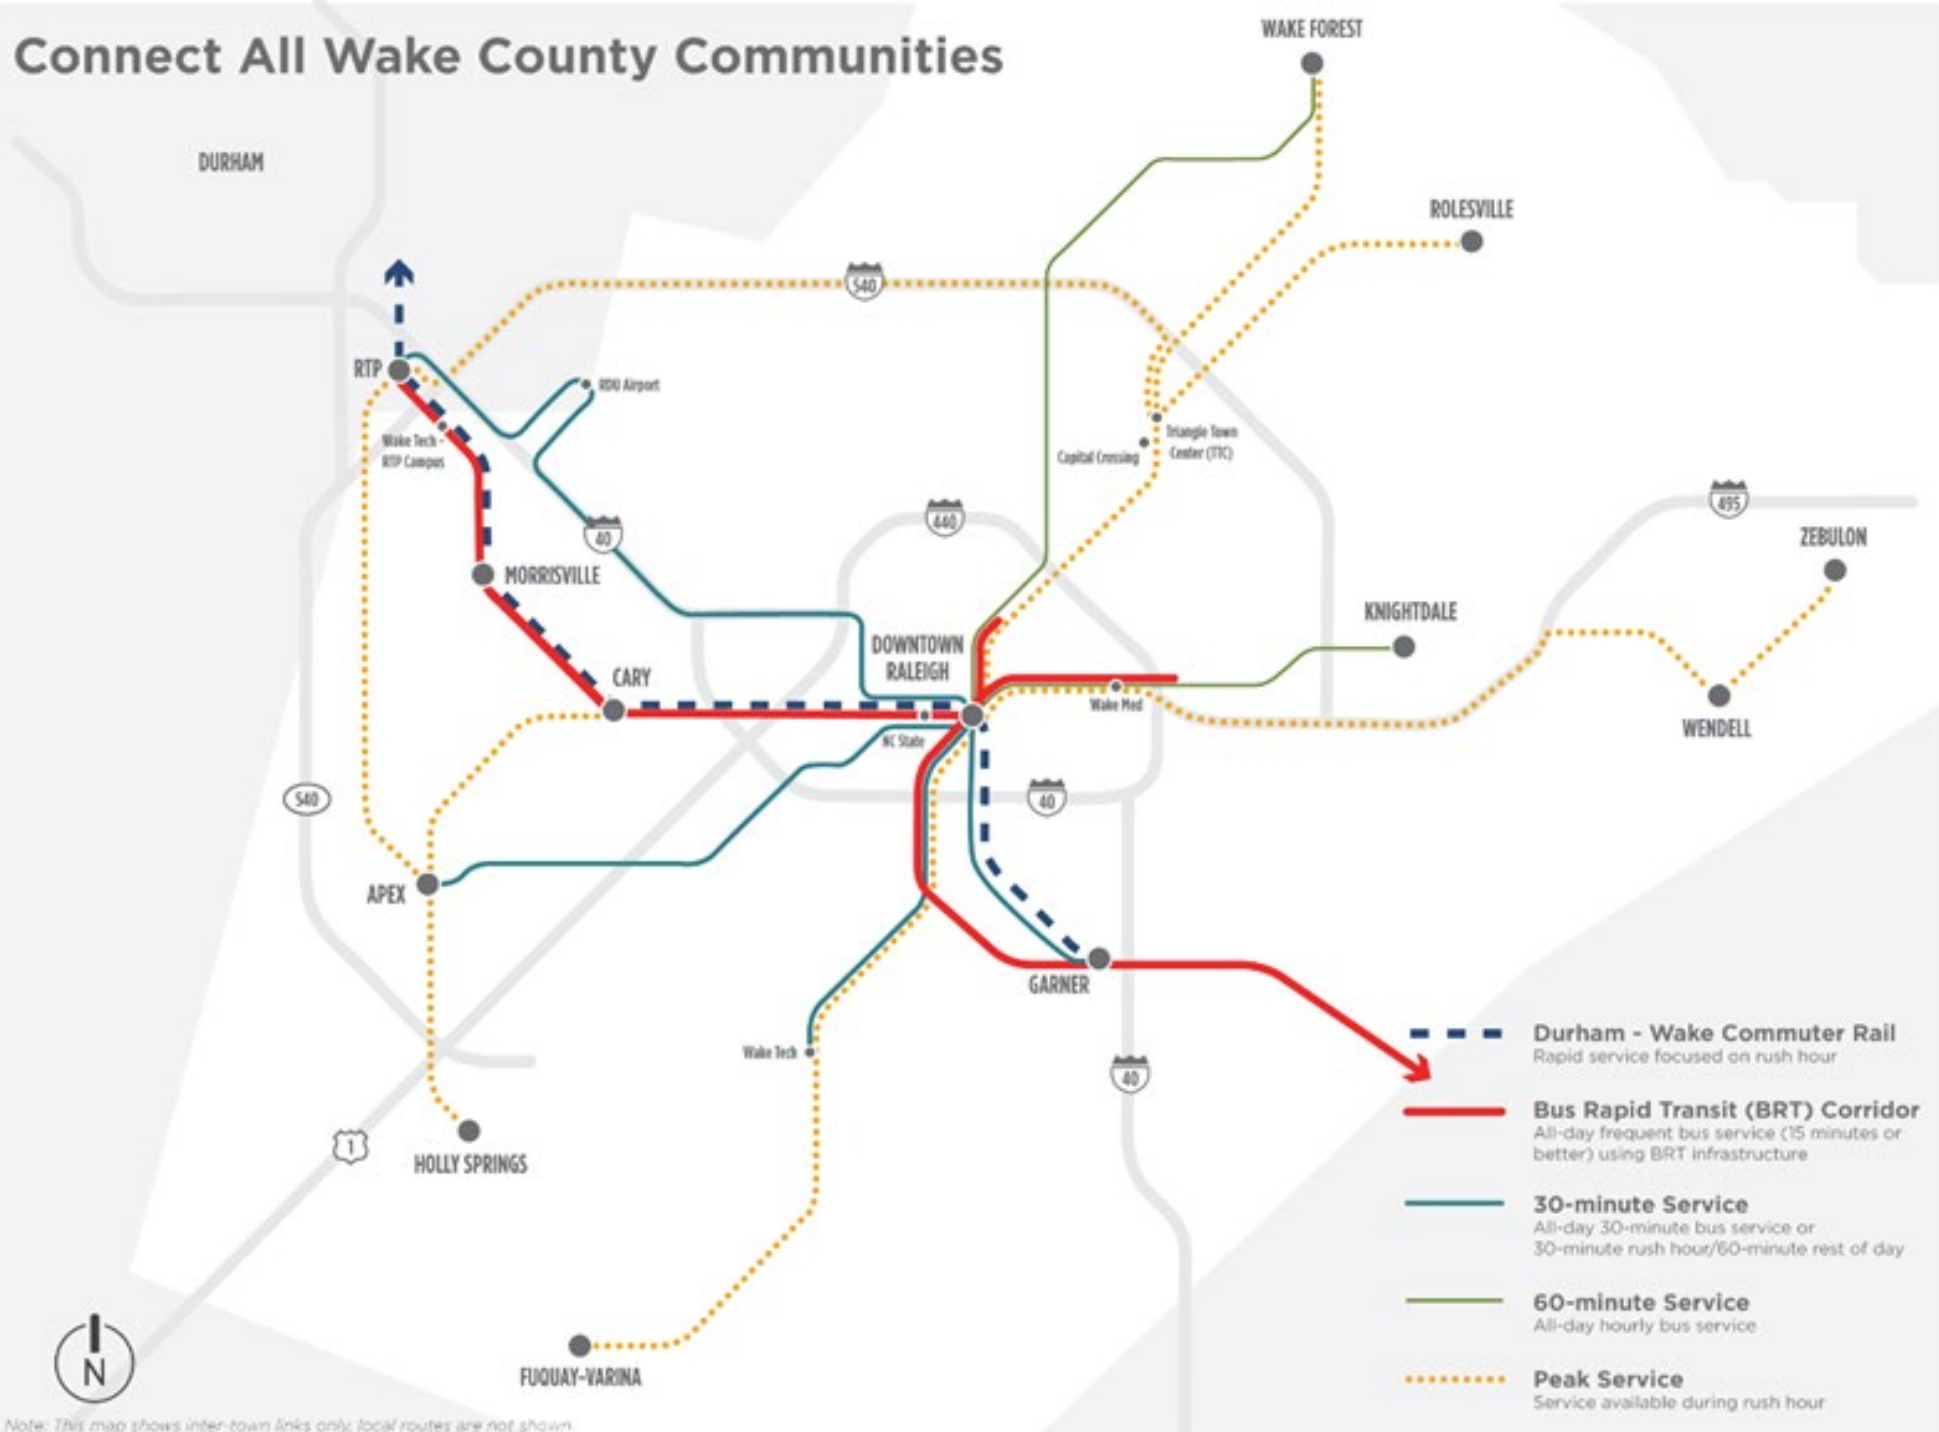 Connect All Wake County Communities
WAKE FOREST
DURHAM
ROLESVILLE
540
RTP
RDU Airport
Wake Tech -
RTP Campus
Triangle Town
Center (TTC)
Capital Crossing
495
440
40
ZEBULON
MORRISVILLE
KNIGHTDALE
DOWNTOWN
RALEIGH
CARY
Wake Med
WENDELL
NC State
540
40
APEX
GARNER
Wake Tech
40
1
HOLLY SPRINGS
FUQUAY-VARINA
N
Durham - Wake Commuter Rail
Rapid service focused on rush hour
Bus Rapid Transit (BRT) Corridor
All-day frequent bus service (15 minutes or
better) using BRT infrastructure
30-minute Service
All-day 30-minute bus service or
30-minute rush hour/60-minute rest of day
60-minute Service
All-day hourly bus service
Peak Service
Service available during rush hour
Note: This map shows inter-town links only, local routes are not shown